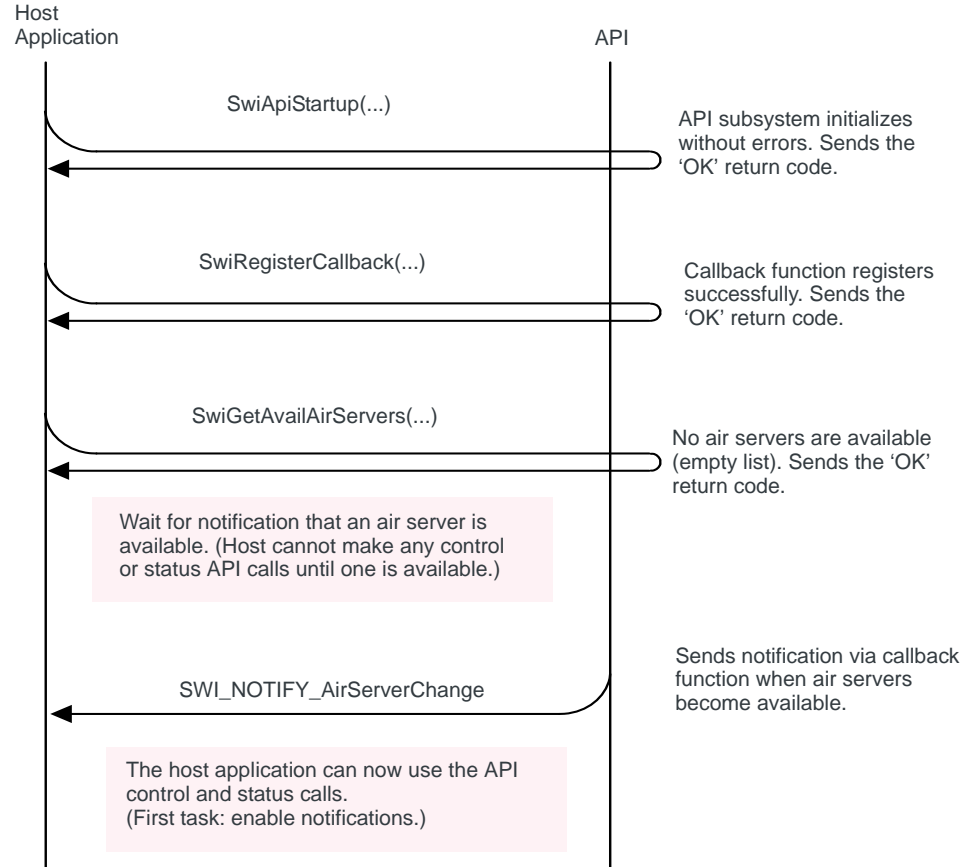 Host
Application
API
SwiApiStartup(...)
API subsystem initializes
without errors. Sends the
‘OK’ return code.
SwiRegisterCallback(...)
Callback function registers
successfully. Sends the
‘OK’ return code.
SwiGetAvailAirServers(...)
No air servers are available
(empty list). Sends the ‘OK’
return code.
Wait for notification that an air server is
available. (Host cannot make any control
or status API calls until one is available.)
Sends notification via callback
function when air servers
become available.
SWI_NOTIFY_AirServerChange
The host application can now use the API
control and status calls.
(First task: enable notifications.)